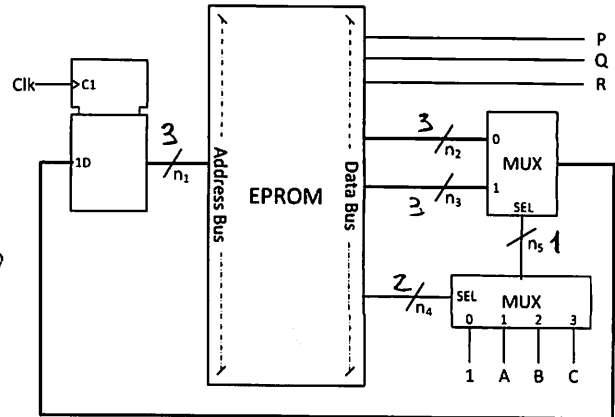 P
Q
R
Clk
C1
1D
3
n1
Address Bus
EPROM
Data Bus
3
n2
0
MUX
3
n3
1
SEL
n5 1
2
n4
SEL
MUX
0 1 2 3
1 A B C